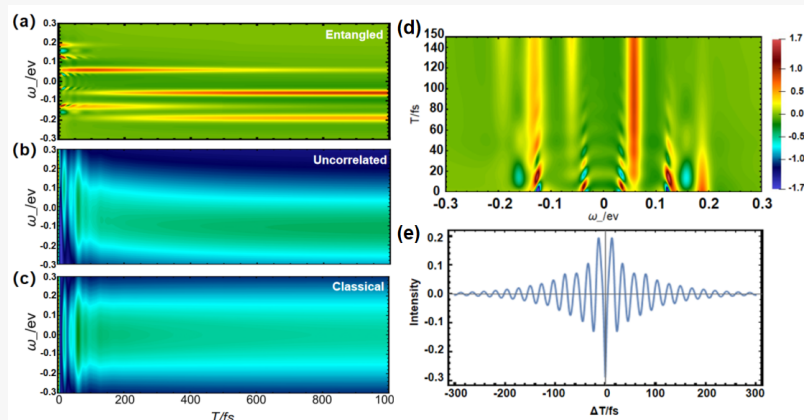 (a)
Entangled
ω_/ev
0.3
0.2
0.1
0.0
-0.1
-0.2
-0.3
0
200
400
600
800
100
(b)
Uncorrelated
ω_/ev
0.3
0.2
0.1
0.0
-0.1
-0.2
-0.3
(c)
Classical
ω_/ev
0.3
0.2
0.1
0.0
-0.1
-0.2
-0.3
0 200 400 600 800 100
T/fs
(d)
T/fs
150
140
120
100
80
60
40
20
0
-0.3 -0.2 -0.1 0 0.1 0.2 0.3
ω_/ev
1.7
1.0
0.5
0
-0.5
-1.0
-1.7
(e)
Intensity
0.2
0.1
0.0
-0.1
-0.2
-0.3
-300 -200 -100 0 100 200 300
ΔT/fs